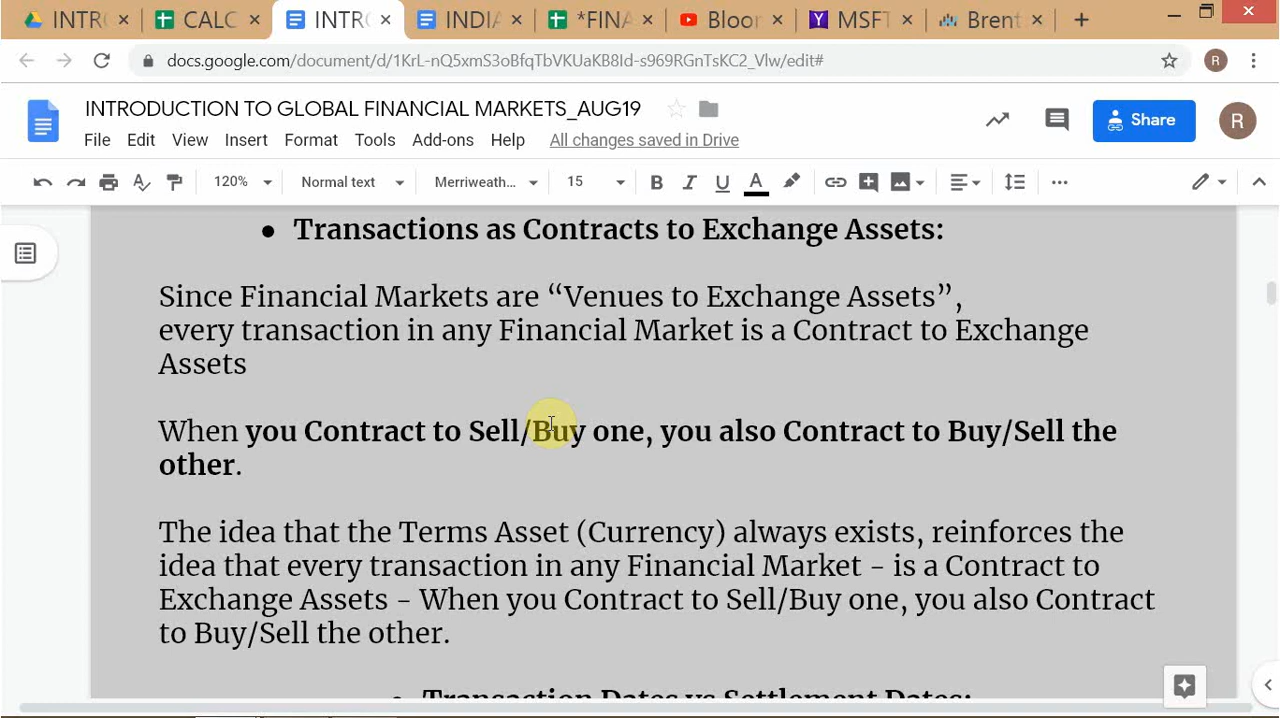 INTRO
CALC
INTRO
INDIA
*FINA
Bloor
MSFT
Brent
docs.google.com/document/d/1KrL-nQ5xmS3oBfqTbVKUaKB8Id-s969RGnTsKC2_Vlw/edit#
R
INTRODUCTION TO GLOBAL FINANCIAL MARKETS_AUG19
File Edit View Insert Format Tools Add-ons Help All changes saved in Drive
Share
R
120% Normal text Merriweath... 15 B I U A
● Transactions as Contracts to Exchange Assets:
Since Financial Markets are “Venues to Exchange Assets”,
every transaction in any Financial Market is a Contract to Exchange
Assets
When you Contract to Sell/Buy one, you also Contract to Buy/Sell the
other.
The idea that the Terms Asset (Currency) always exists, reinforces the
idea that every transaction in any Financial Market - is a Contract to
Exchange Assets - When you Contract to Sell/Buy one, you also Contract
to Buy/Sell the other.
Transaction Dates vs Settlement Dates: